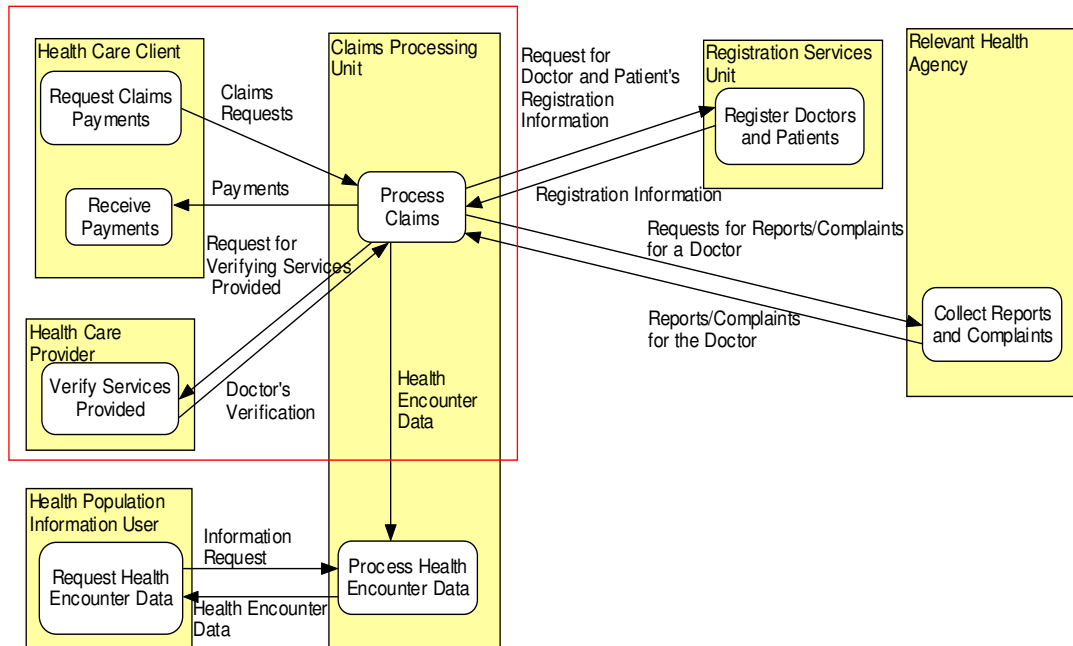 Health Care Client
Request Claims
Payments
Receive
Payments
Claims
Requests
Payments
Claims Processing
Unit
Process
Claims
Request for
Doctor and Patient's
Registration
Information
Registration Services
Unit
Register Doctors
and Patients
Registration Information
Relevant Health
Agency
Requests for Reports/Complaints
for a Doctor
Reports/Complaints
for the Doctor
Collect Reports
and Complaints
Request for
Verifying Services
Provided
Health Care
Provider
Verify Services
Provided
Doctor's
Verification
Health
Encounter
Data
Health Population
Information User
Request Health
Encounter Data
Information
Request
Health Encounter
Data
Process Health
Encounter Data